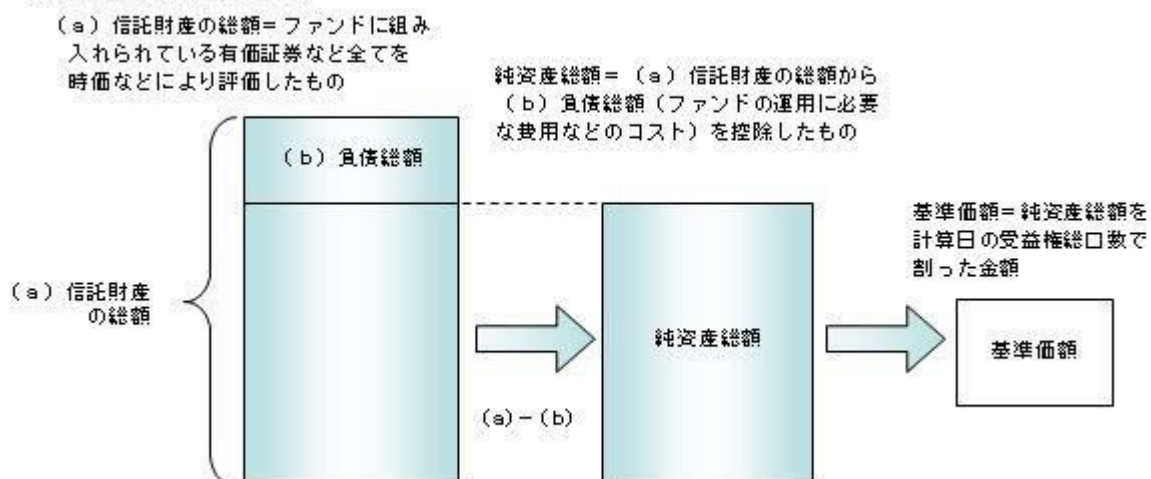 （a）信託財産の総額＝ファンドに組み
入れられている有価証券など全てを
時価などにより評価したもの
純資産総額＝（a）信託財産の総額から
（b）負債総額（ファンドの運用に必要
な費用などのコスト）を控除したもの
（b）負債総額
基準価額＝純資産総額を
計算日の受益権総口数で
割った金額
（a）信託財産
の総額
純資産総額
基準価額
(a)－(b)